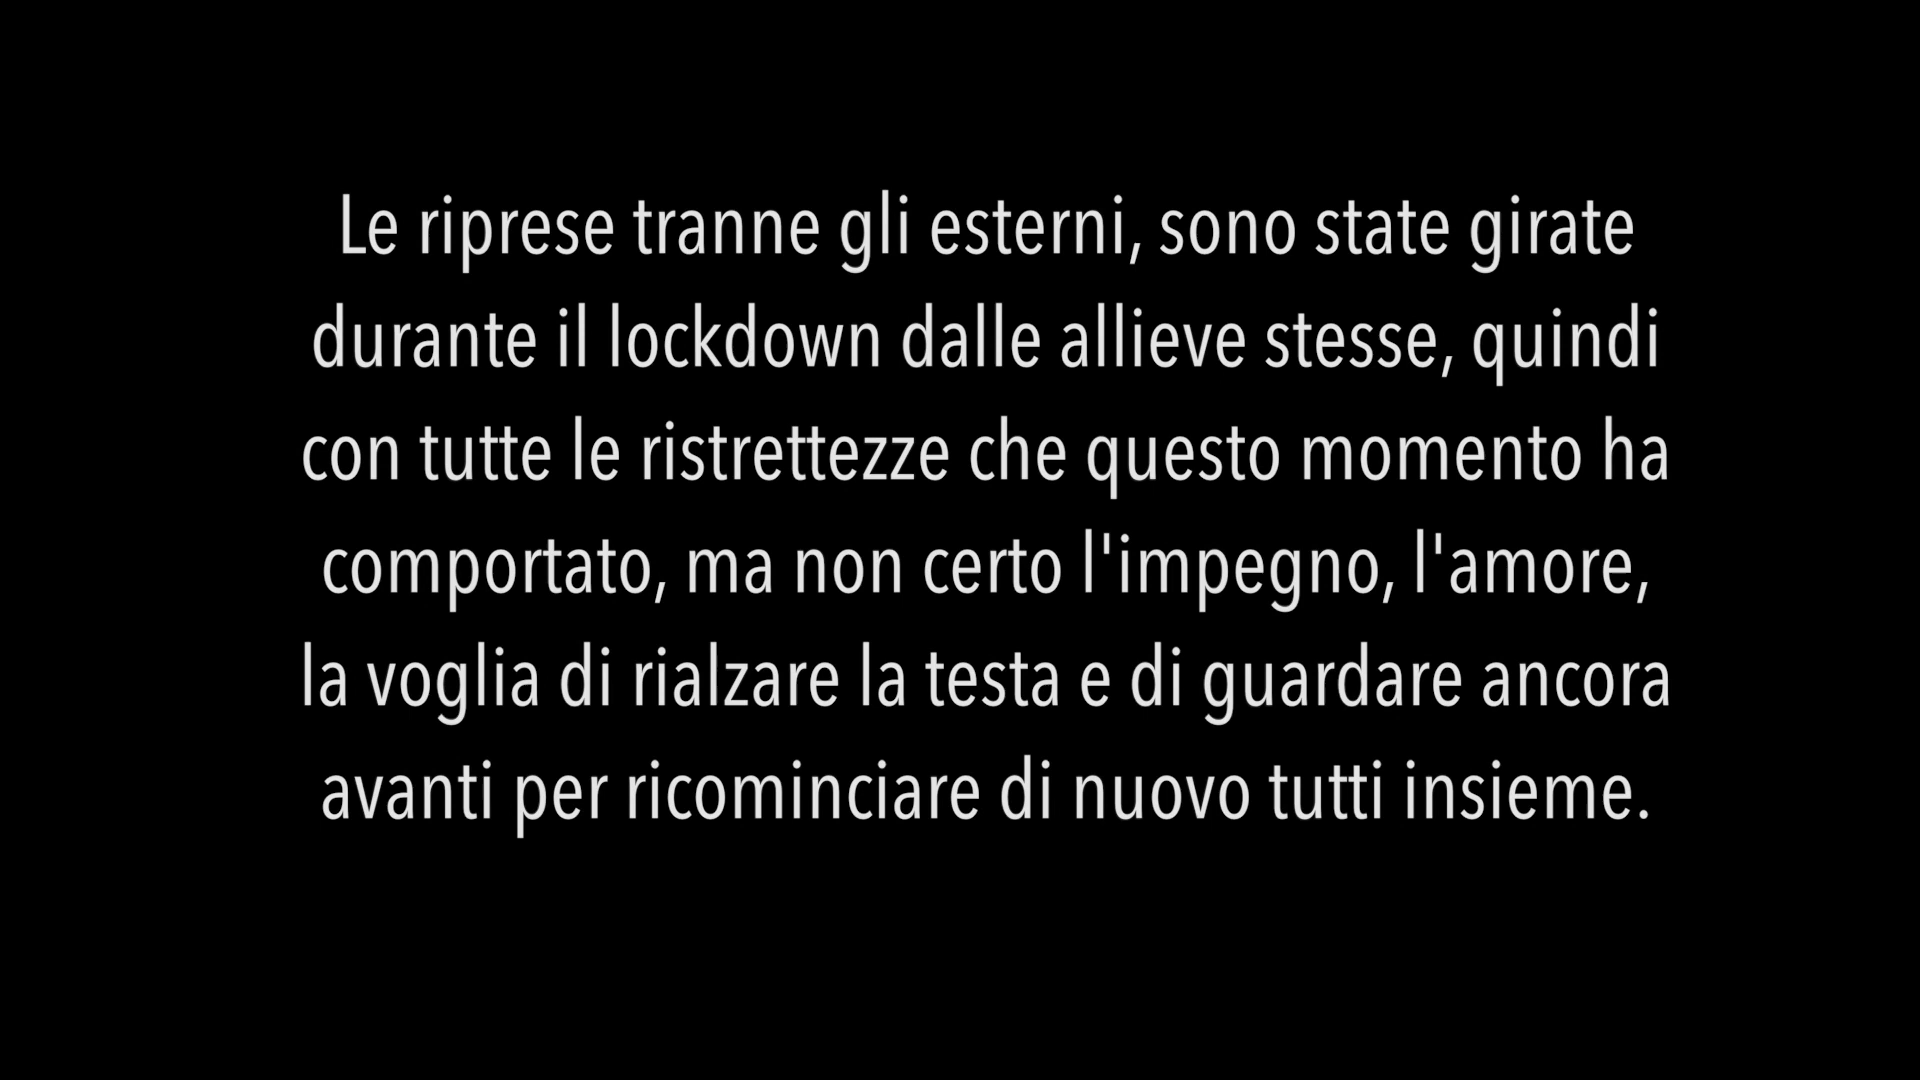 Le riprese tranne gli esterni, sono state girate
durante il lockdown dalle allieve stesse, quindi
con tutte le ristrettezze che questo momento ha
comportato, ma non certo l'impegno, l'amore,
la voglia di rialzare la testa e di guardare ancora
avanti per ricominciare di nuovo tutti insieme.